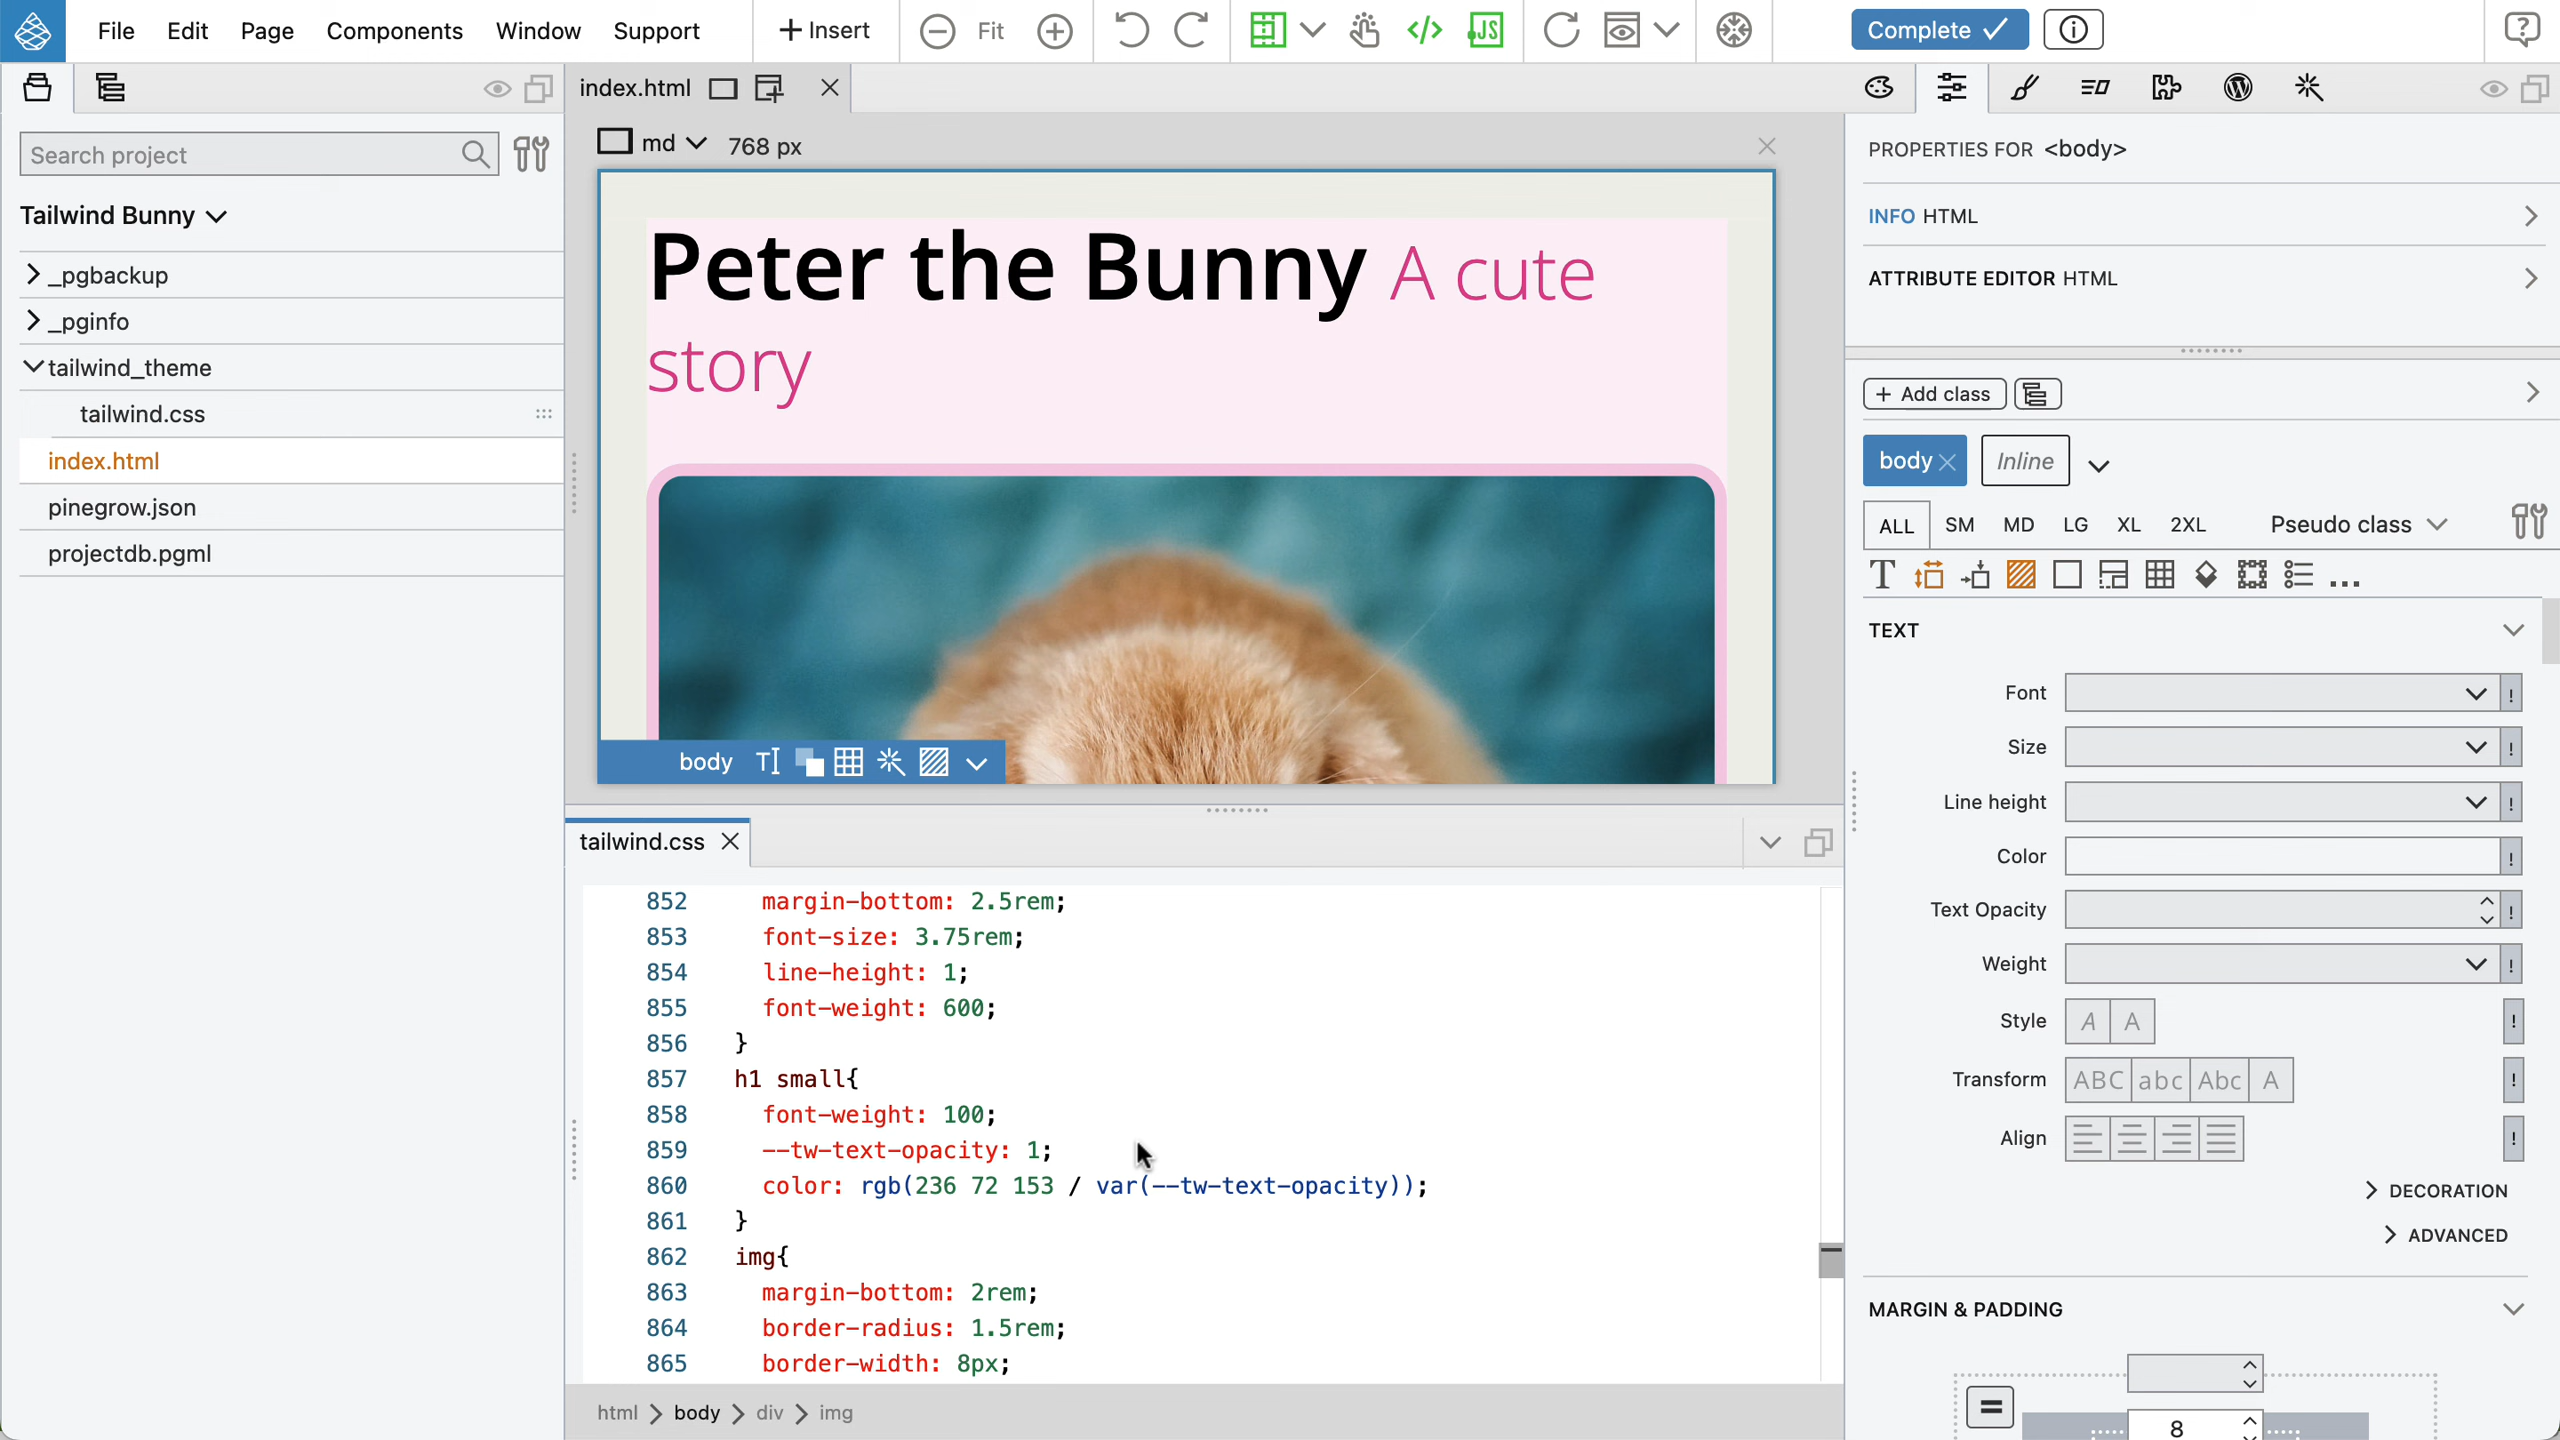 File Edit Page Components Window Support + Insert Fit JS Complete
index.html
Search project
Tailwind Bunny
_pgbackup
_pginfo
tailwind_theme
tailwind.css
index.html
pinegrow.json
projectdb.pgml
md 768 px
Peter the Bunny A cute
story
body
tailwind.css
852 margin-bottom: 2.5rem;
853 font-size: 3.75rem;
854 line-height: 1;
855 font-weight: 600;
856 }
857 h1 small{
858 font-weight: 100;
859 --tw-text-opacity: 1;
860 color: rgb(236 72 153 / var(--tw-text-opacity));
861 }
862 img{
863 margin-bottom: 2rem;
864 border-radius: 1.5rem;
865 border-width: 8px;
html body div img
PROPERTIES FOR <body>
INFO HTML
ATTRIBUTE EDITOR HTML
+ Add class
body Inline
ALL SM MD LG XL 2XL Pseudo class
TEXT
Font !
Size !
Line height !
Color !
Text Opacity !
Weight !
Style A A !
Transform ABC abc Abc A !
Align !
DECORATION
ADVANCED
MARGIN & PADDING
=
8